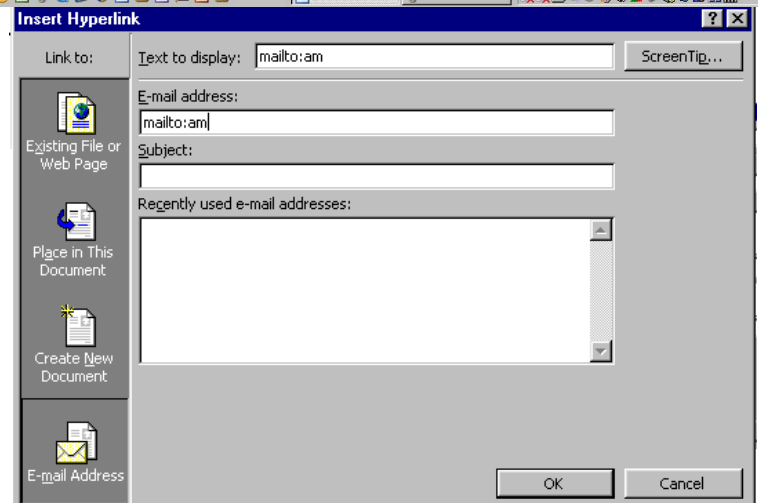 Insert Hyperlink
Link to:
Text to display:
mailto:am
ScreenTip...
Existing File or
Web Page
Place in This
Document
Create New
Document
E-mail Address
E-mail address:
mailto:am
Subject:
Recently used e-mail addresses:
OK
Cancel